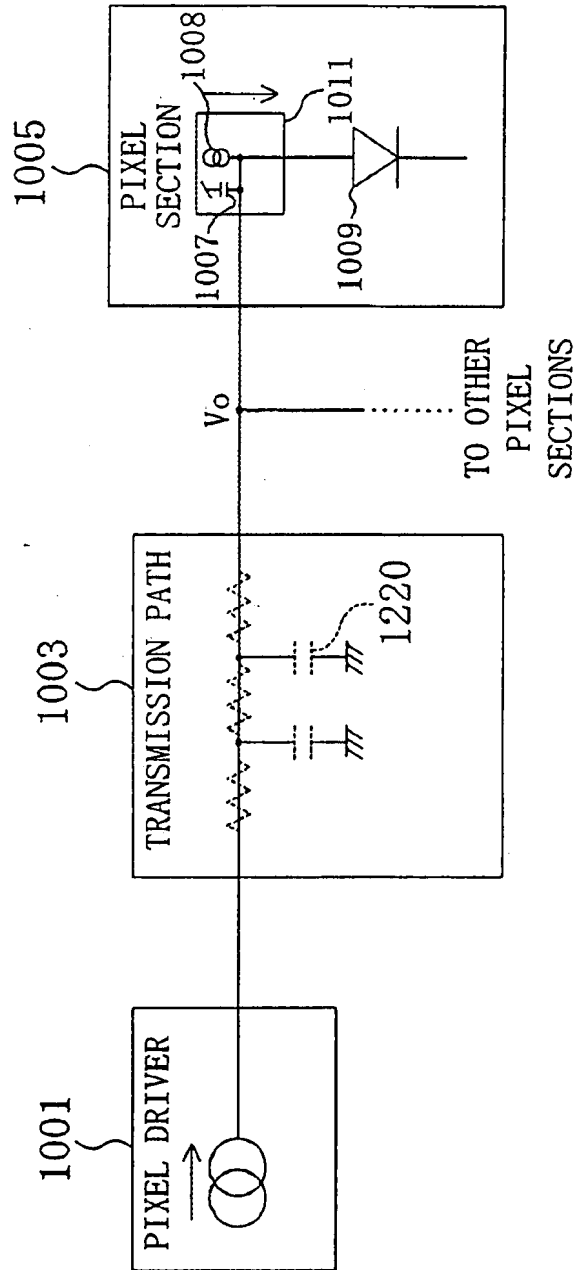 1001
PIXEL DRIVER
1003
TRANSMISSION PATH
1220
Vo
TO OTHER
PIXEL
SECTIONS
1005
PIXEL
SECTION
1007
1008
1011
1009